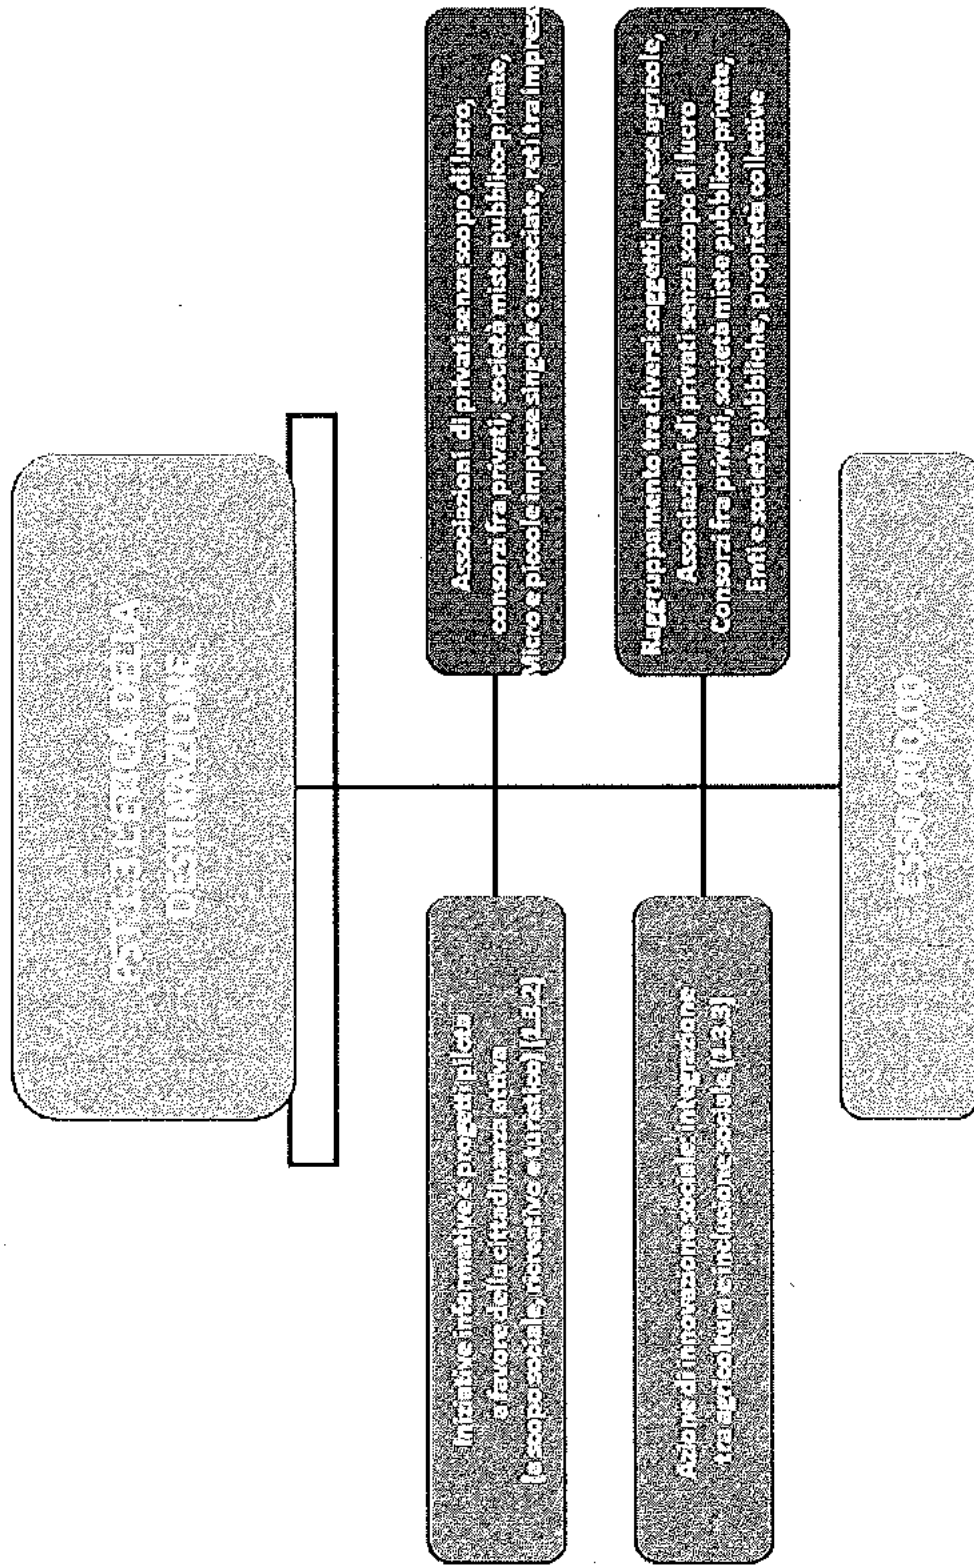 DELLA
DESTINAZIONE
Iniziative informative e progetti pilota
a favore della cittadinanza attiva
(a scopo sociale, ricreativo e turistico) (1.3.2)
Associazioni di privati senza scopo di lucro,
consorzi fra privati, società miste pubblico-private,
Micro e piccole imprese singole o associate, reti tra imprese
Azione di innovazione sociale: integrazione
tra agricoltura e inclusione sociale (1.3.3)
Raggruppamento tra diversi soggetti: Imprese agricole,
Associazioni di privati senza scopo di lucro
Consorzi fra privati, società miste pubblico-private,
Enti e società pubbliche, proprietà collettive